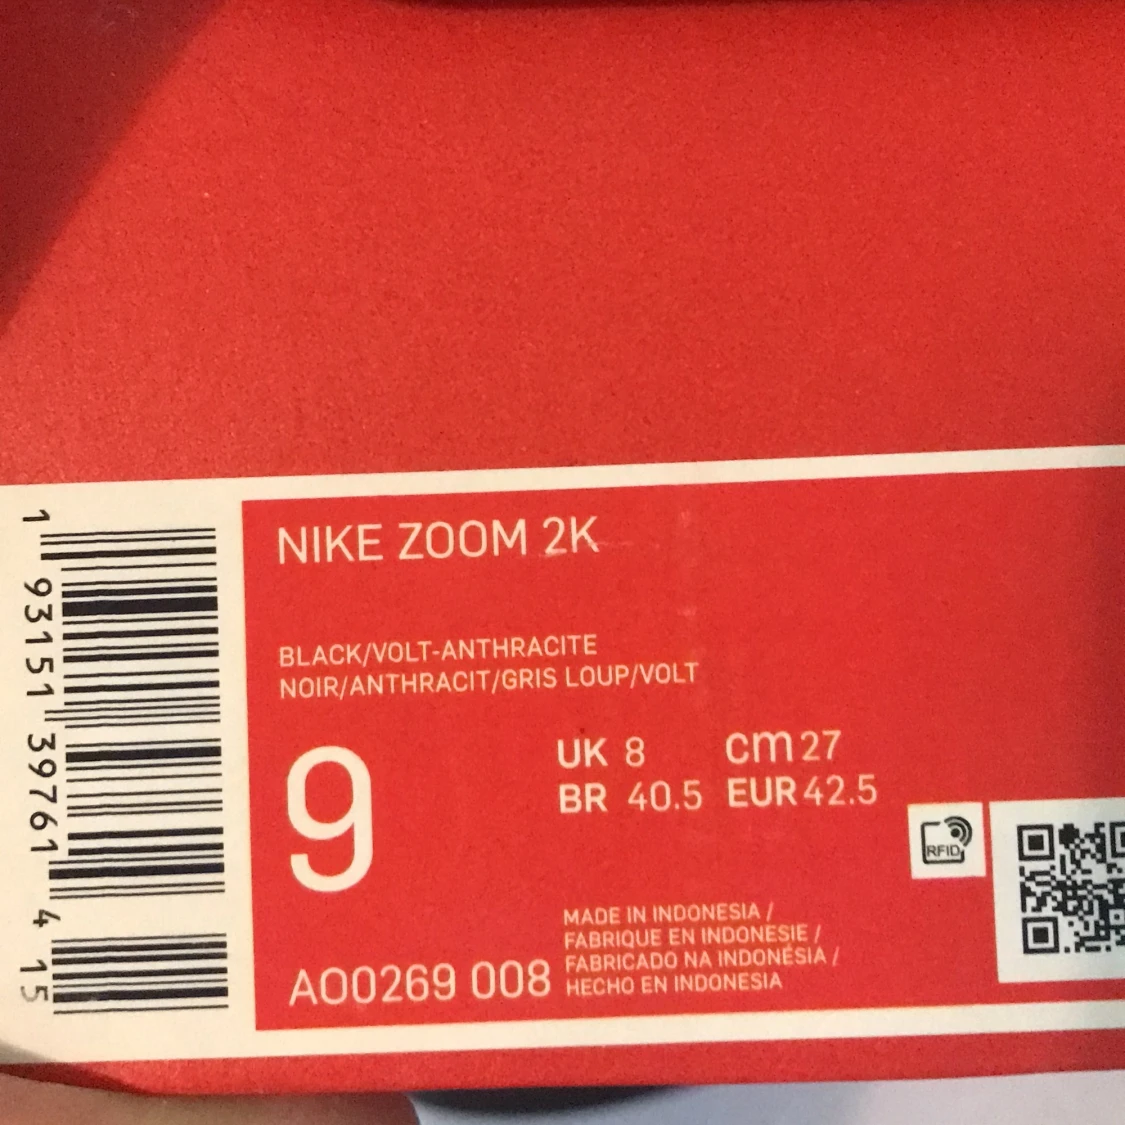 NIKE ZOOM 2K
BLACK/VOLT-ANTHRACITE
NOIR/ANTHRACIT/GRIS LOUP/VOLT
9
UK 8 cm 27
BR 40.5 EUR 42.5
RFID
MADE IN INDONESIA /
FABRIQUE EN INDONESIE /
FABRICADO NA INDONÉSIA /
HECHO EN INDONESIA
AO0269 008
1 93151 39761 4 15